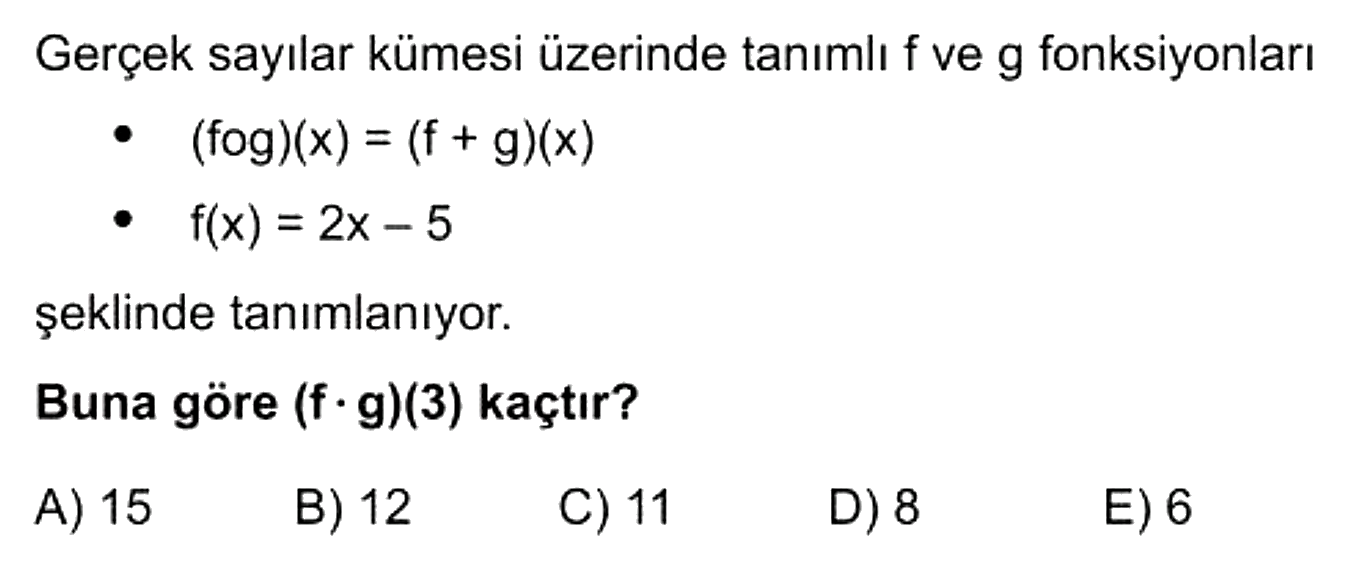 Gerçek sayılar kümesi üzerinde tanımlı f ve g fonksiyonları
• (fog)(x) = (f + g)(x)
• f(x) = 2x – 5
şeklinde tanımlanıyor.
Buna göre (f · g)(3) kaçtır?
A) 15 B) 12 C) 11 D) 8 E) 6